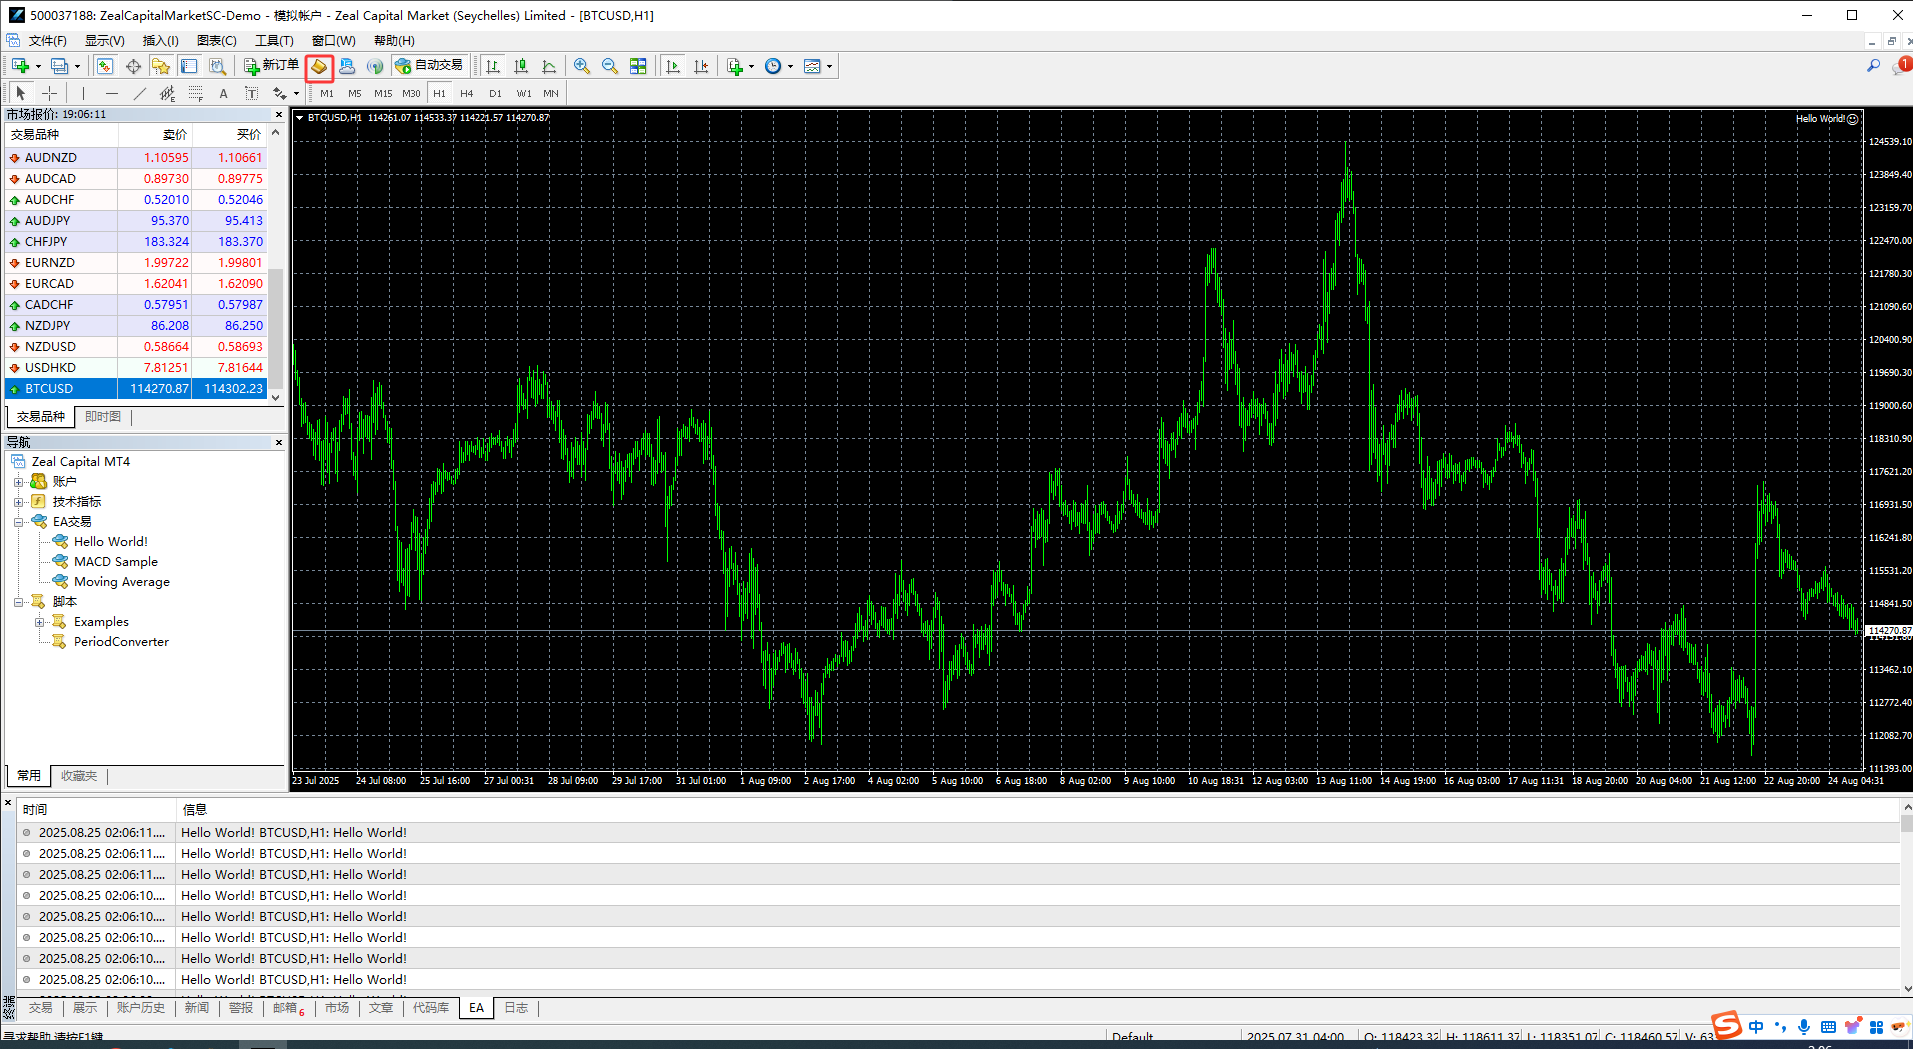 500037188: ZealCapitalMarketSC-Demo - 模拟帐户 - Zeal Capital Market (Seychelles) Limited - [BTCUSD,H1]
文件(F) 显示(V) 插入(I) 图表(C) 工具(T) 窗口(W) 帮助(H)
新订单 自动交易 1
A T M1 M5 M15 M30 H1 H4 D1 W1 MN
市场报价: 19:06:11
交易品种 卖价 买价
AUDNZD 1.10595 1.10661
AUDCAD 0.89730 0.89775
AUDCHF 0.52010 0.52046
AUDJPY 95.370 95.413
CHFJPY 183.324 183.370
EURNZD 1.99722 1.99801
EURCAD 1.62041 1.62090
CADCHF 0.57951 0.57987
NZDJPY 86.208 86.250
NZDUSD 0.58664 0.58693
USDHKD 7.81251 7.81644
BTCUSD 114270.87 114302.23
交易品种 即时图
导航
Zeal Capital MT4
账户
技术指标
EA交易
Hello World!
MACD Sample
Moving Average
脚本
Examples
PeriodConverter
常用 收藏夹
BTCUSD,H1 114261.07 114533.37 114221.57 114270.87
Hello World!
124539.10
123849.40
123159.70
122470.00
121780.30
121090.60
120400.90
119690.30
119000.60
118310.90
117621.20
116931.50
116241.80
115531.20
114841.50
114270.87
113462.10
112772.40
112082.70
111393.00
23 Jul 2025 24 Jul 08:00 25 Jul 16:00 27 Jul 00:31 28 Jul 09:00 29 Jul 17:00 31 Jul 01:00 1 Aug 09:00 2 Aug 17:00 4 Aug 02:00 5 Aug 10:00 6 Aug 18:00 8 Aug 02:00 9 Aug 10:00 10 Aug 18:31 12 Aug 03:00 13 Aug 11:00 14 Aug 19:00 16 Aug 03:00 17 Aug 11:31 18 Aug 20:00 20 Aug 04:00 21 Aug 12:00 22 Aug 20:00 24 Aug 04:31
时间 信息
2025.08.25 02:06:11.... Hello World! BTCUSD,H1: Hello World!
2025.08.25 02:06:11.... Hello World! BTCUSD,H1: Hello World!
2025.08.25 02:06:11.... Hello World! BTCUSD,H1: Hello World!
2025.08.25 02:06:10.... Hello World! BTCUSD,H1: Hello World!
2025.08.25 02:06:10.... Hello World! BTCUSD,H1: Hello World!
2025.08.25 02:06:10.... Hello World! BTCUSD,H1: Hello World!
2025.08.25 02:06:10.... Hello World! BTCUSD,H1: Hello World!
2025.08.25 02:06:10.... Hello World! BTCUSD,H1: Hello World!
交易 展示 账户历史 新闻 警报 邮箱 6 市场 文章 代码库 EA 日志
寻求帮助,请按F1键 Default 2025.07.31 04:00 O: 118423.32 H: 118611.37 L: 118351.07 C: 118460.57 V: 63
S 中